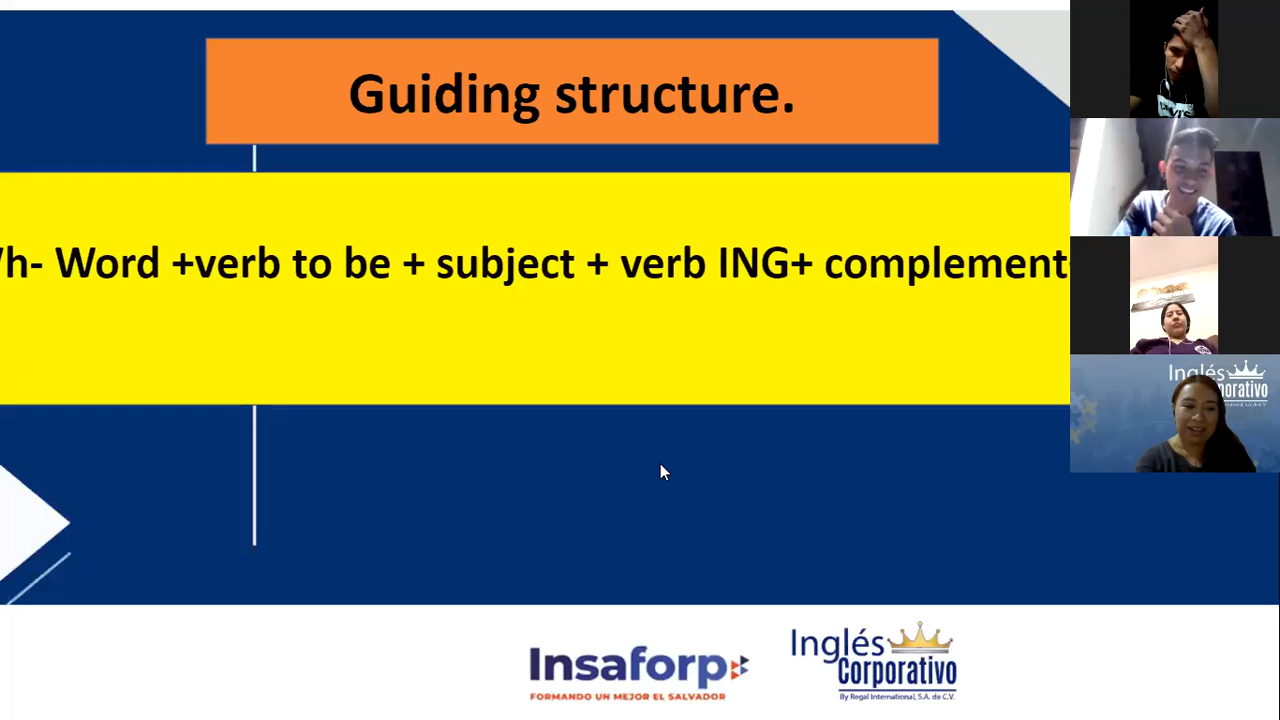 Guiding structure.
h- Word +verb to be + subject + verb ING+ complement
Inglés
Insaforp
FORMANDO UN MEJOR EL SALVADOR
Inglés
Corporativo
By Regal International, S.A. de C.V.